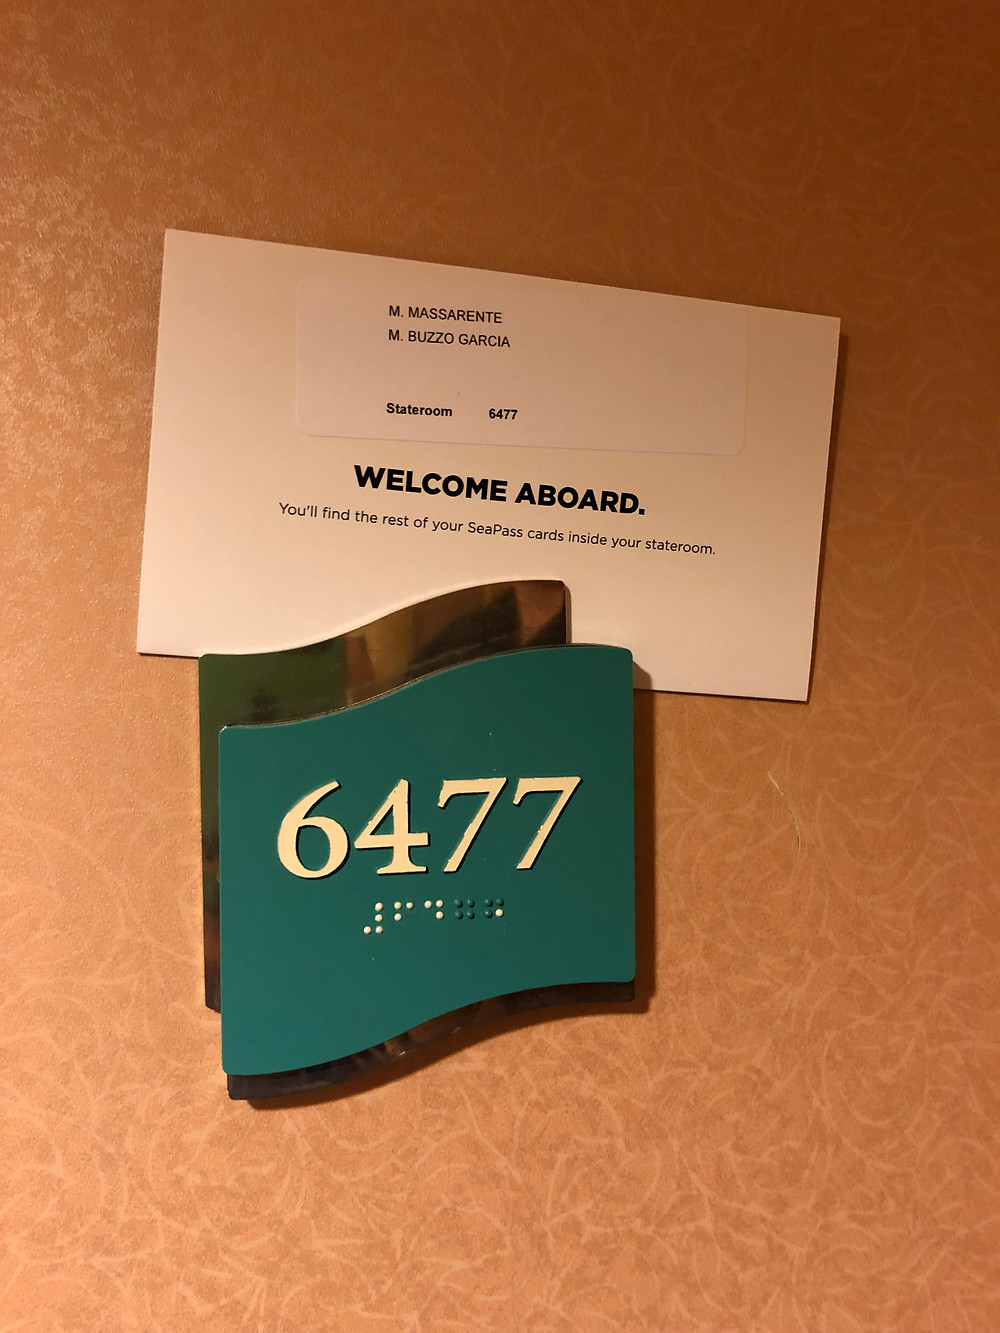 M. MASSARENTE
M. BUZZO GARCIA
Stateroom 6477
WELCOME ABOARD.
You'll find the rest of your SeaPass cards inside your stateroom.
6477
⠼⠋⠙⠛⠛